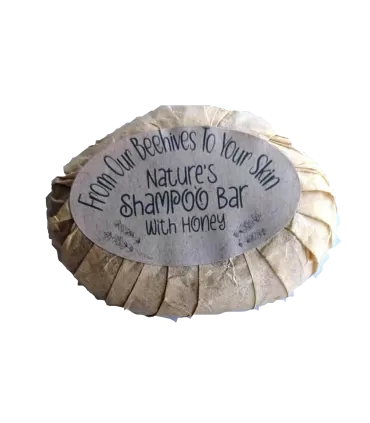 From Our Beehives To Your Skin
Nature's
Shampoo Bar
With Honey